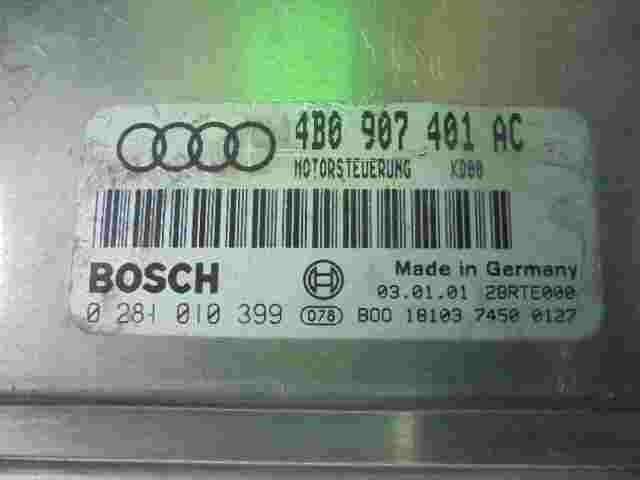 4B0 907 401 AC
MOTORSTEUERUNG KD00
BOSCH
Made in Germany
03.01.01 28RTE000
0 281 010 399 078 B00 18103 7450 0127